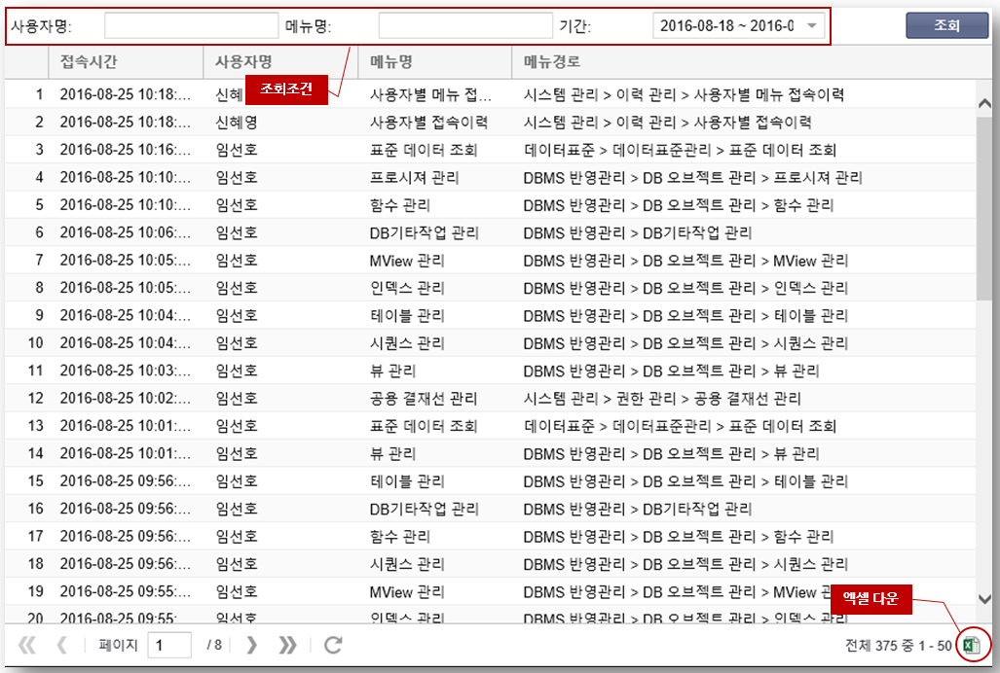 사용자명: 메뉴명: 기간: 2016-08-18 ~ 2016-0 조회
접속시간 사용자명 메뉴명 메뉴경로
조회조건
1 2016-08-25 10:18:... 신혜 사용자별 메뉴 접... 시스템 관리 > 이력 관리 > 사용자별 메뉴 접속이력
2 2016-08-25 10:18:... 신혜영 사용자별 접속이력 시스템 관리 > 이력 관리 > 사용자별 접속이력
3 2016-08-25 10:16:... 임선호 표준 데이터 조회 데이터표준 > 데이터표준관리 > 표준 데이터 조회
4 2016-08-25 10:10:... 임선호 프로시져 관리 DBMS 반영관리 > DB 오브젝트 관리 > 프로시져 관리
5 2016-08-25 10:10:... 임선호 함수 관리 DBMS 반영관리 > DB 오브젝트 관리 > 함수 관리
6 2016-08-25 10:06:... 임선호 DB기타작업 관리 DBMS 반영관리 > DB기타작업 관리
7 2016-08-25 10:05:... 임선호 MView 관리 DBMS 반영관리 > DB 오브젝트 관리 > MView 관리
8 2016-08-25 10:05:... 임선호 인덱스 관리 DBMS 반영관리 > DB 오브젝트 관리 > 인덱스 관리
9 2016-08-25 10:04:... 임선호 테이블 관리 DBMS 반영관리 > DB 오브젝트 관리 > 테이블 관리
10 2016-08-25 10:04:... 임선호 시퀀스 관리 DBMS 반영관리 > DB 오브젝트 관리 > 시퀀스 관리
11 2016-08-25 10:03:... 임선호 뷰 관리 DBMS 반영관리 > DB 오브젝트 관리 > 뷰 관리
12 2016-08-25 10:02:... 임선호 공용 결재선 관리 시스템 관리 > 권한 관리 > 공용 결재선 관리
13 2016-08-25 10:01:... 임선호 표준 데이터 조회 데이터표준 > 데이터표준관리 > 표준 데이터 조회
14 2016-08-25 10:01:... 임선호 뷰 관리 DBMS 반영관리 > DB 오브젝트 관리 > 뷰 관리
15 2016-08-25 09:56:... 임선호 테이블 관리 DBMS 반영관리 > DB 오브젝트 관리 > 테이블 관리
16 2016-08-25 09:56:... 임선호 DB기타작업 관리 DBMS 반영관리 > DB기타작업 관리
17 2016-08-25 09:56:... 임선호 함수 관리 DBMS 반영관리 > DB 오브젝트 관리 > 함수 관리
18 2016-08-25 09:56:... 임선호 시퀀스 관리 DBMS 반영관리 > DB 오브젝트 관리 > 시퀀스 관리
19 2016-08-25 09:55:... 임선호 MView 관리 DBMS 반영관리 > DB 오브젝트 관리 > MView 관
엑셀 다운
20 2016-08-25 09:55: 임선호 인덱스 관리 DBMS 반영관리 > DB 오브젝트 관리 > 인덱스 관리
페이지 1 / 8 전체 375 중 1 - 50